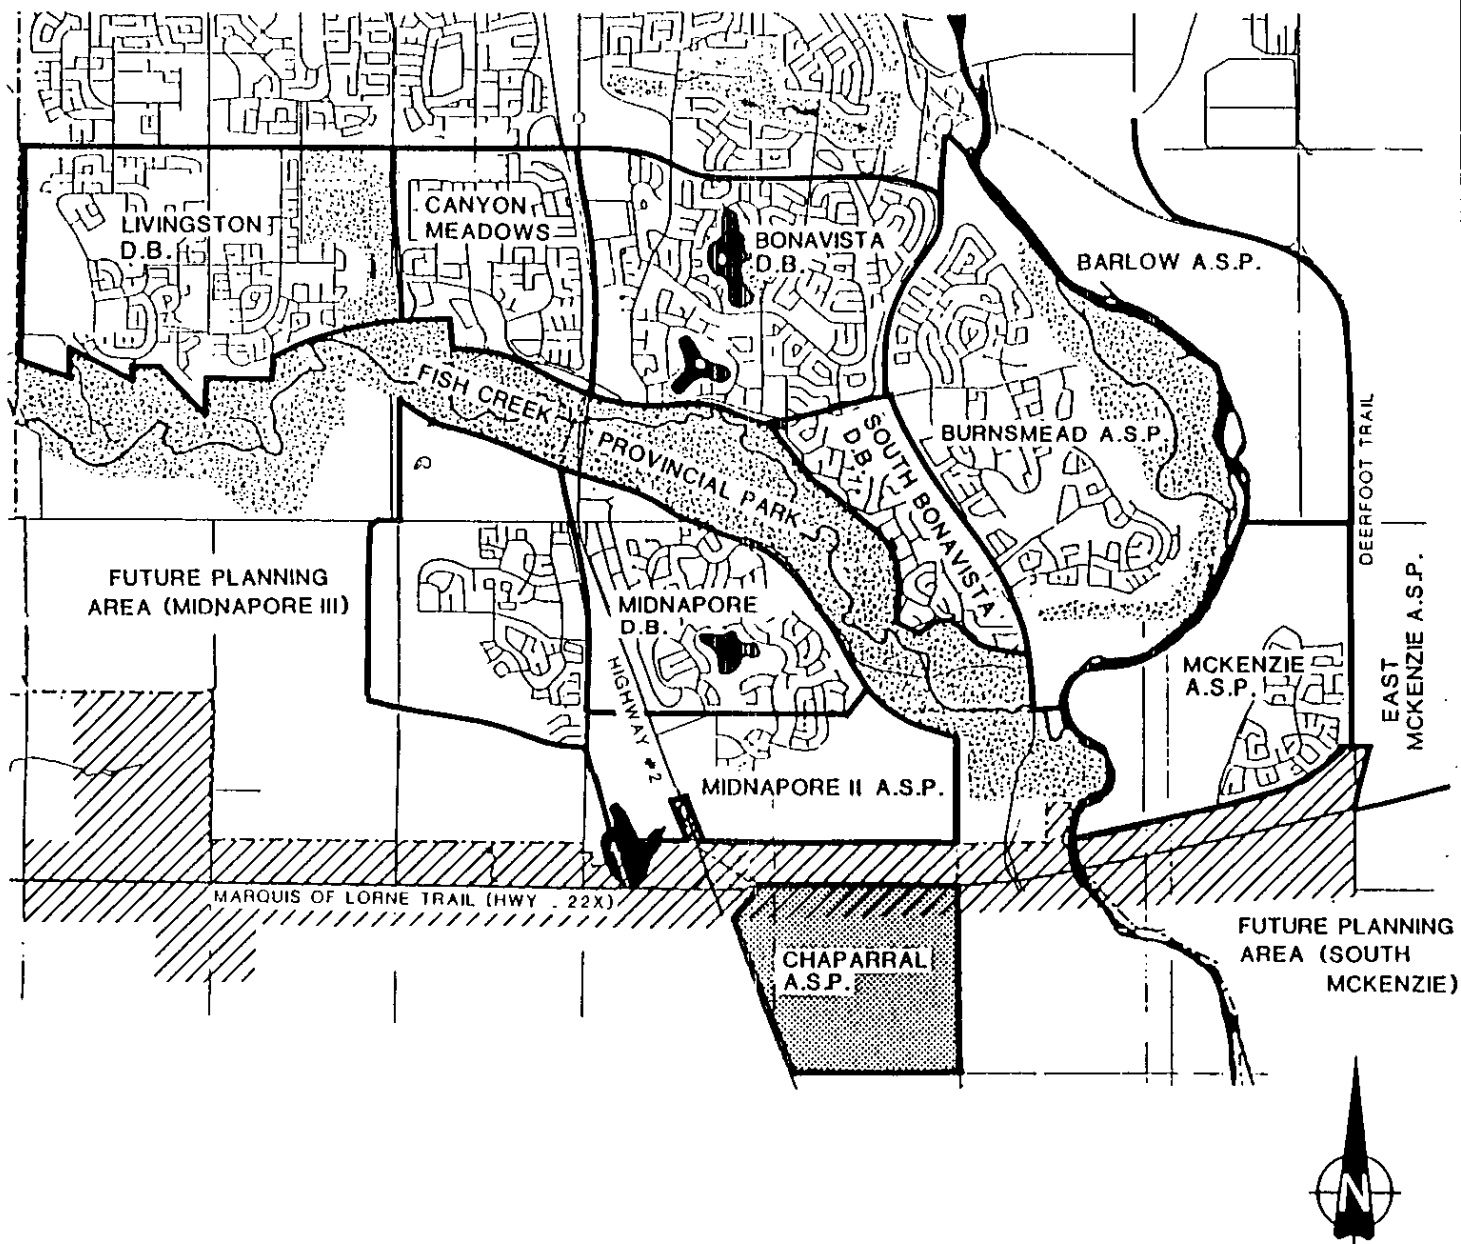 LIVINGSTON
D.B.
CANYON
MEADOWS
BONAVISTA
D.B.
BARLOW A.S.P.
FISH CREEK
PROVINCIAL PARK
SOUTH BONAVISTA
D.B.
BURNSMEAD A.S.P.
DEERFOOT TRAIL
FUTURE PLANNING
AREA (MIDNAPORE III)
MIDNAPORE
D.B.
HIGHWAY #2
MCKENZIE
A.S.P.
EAST
MCKENZIE A.S.P.
MIDNAPORE II A.S.P.
MARQUIS OF LORNE TRAIL (HWY . 22X)
CHAPARRAL
A.S.P.
FUTURE PLANNING
AREA (SOUTH
MCKENZIE)
N